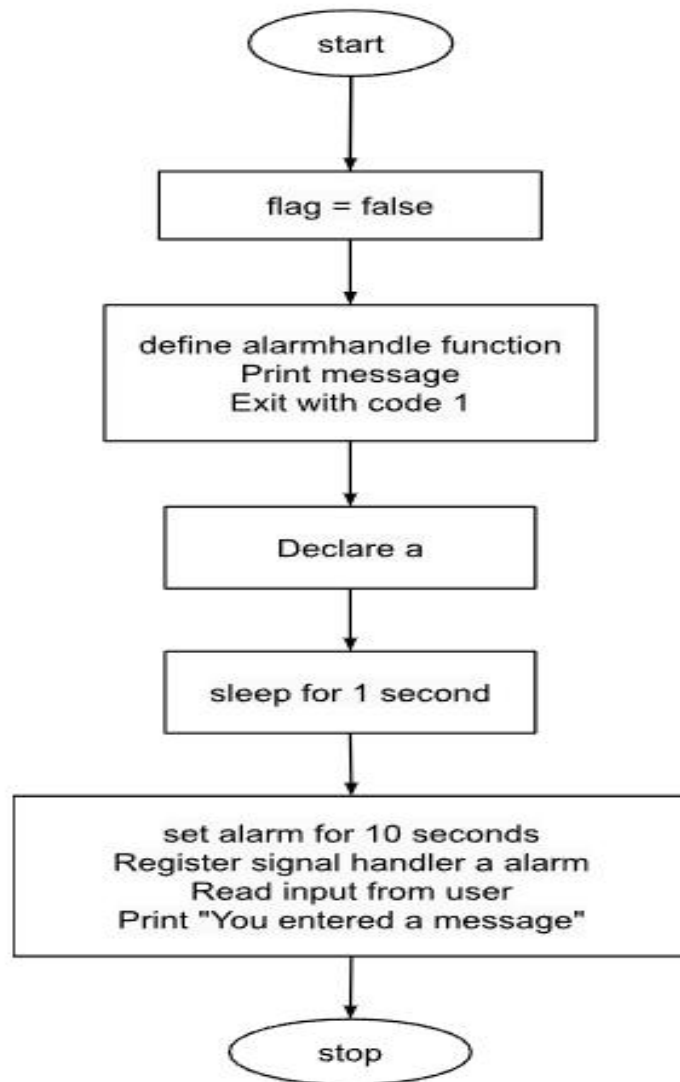 start
flag = false
define alarmhandle function
Print message
Exit with code 1
Declare a
sleep for 1 second
set alarm for 10 seconds
Register signal handler a alarm
Read input from user
Print "You entered a message"
stop